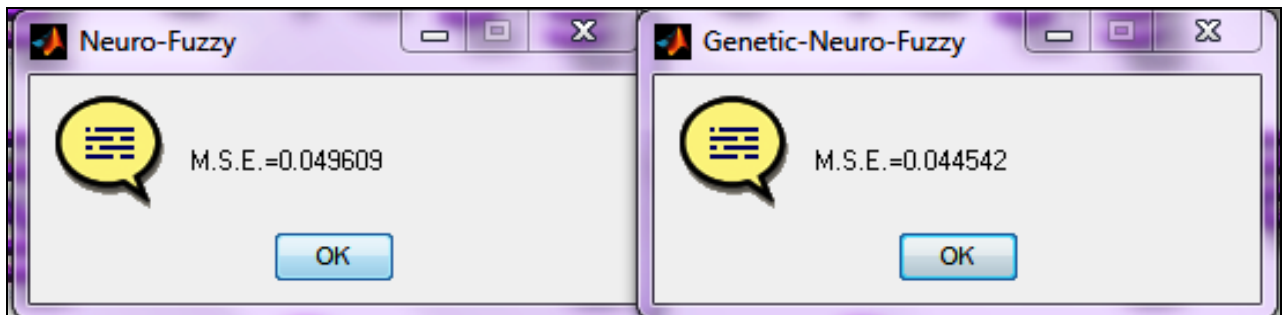 Neuro-Fuzzy
M.S.E.=0.049609
OK
Genetic-Neuro-Fuzzy
M.S.E.=0.044542
OK